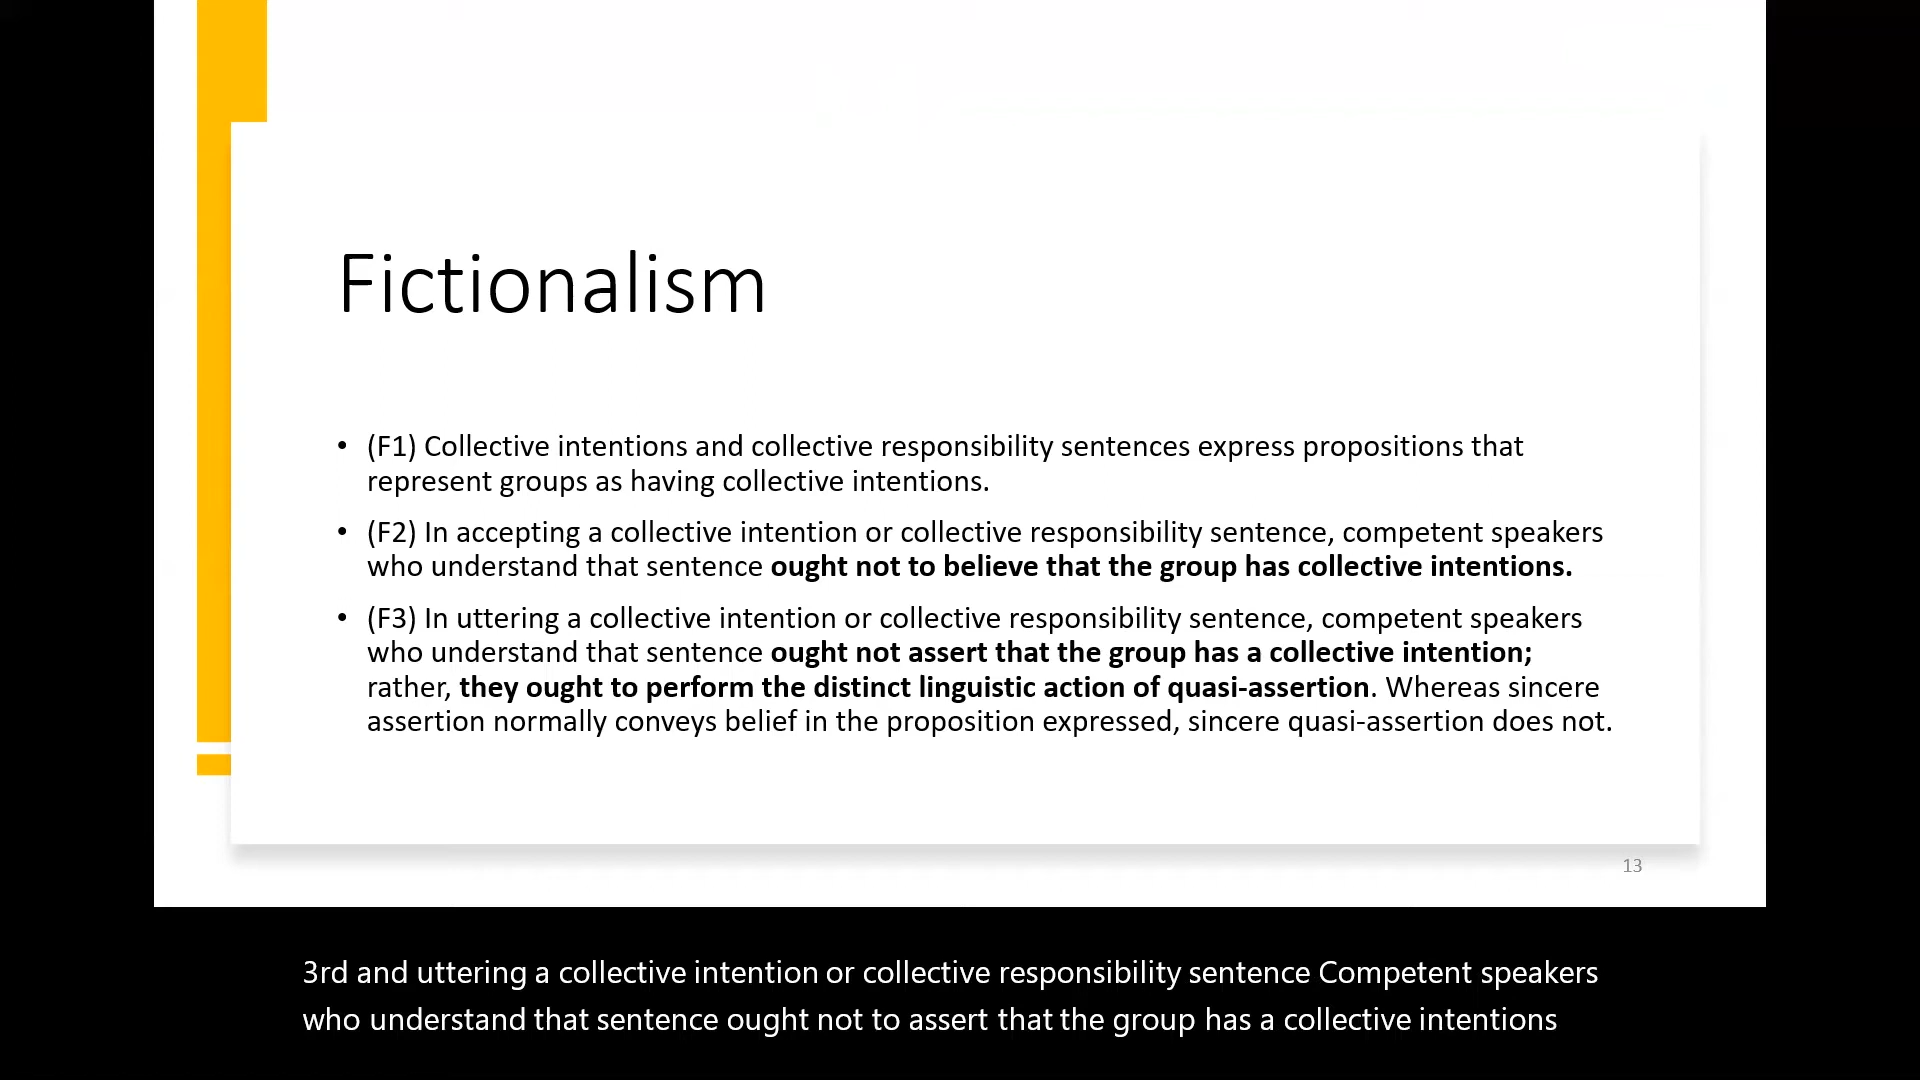 Fictionalism
• (F1) Collective intentions and collective responsibility sentences express propositions that
represent groups as having collective intentions.
• (F2) In accepting a collective intention or collective responsibility sentence, competent speakers
who understand that sentence ought not to believe that the group has collective intentions.
• (F3) In uttering a collective intention or collective responsibility sentence, competent speakers
who understand that sentence ought not assert that the group has a collective intention;
rather, they ought to perform the distinct linguistic action of quasi-assertion. Whereas sincere
assertion normally conveys belief in the proposition expressed, sincere quasi-assertion does not.
13
3rd and uttering a collective intention or collective responsibility sentence Competent speakers
who understand that sentence ought not to assert that the group has a collective intentions